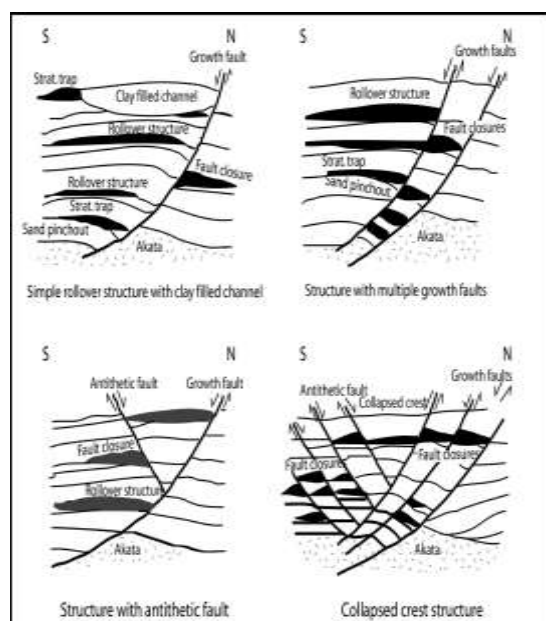 S N
Growth fault
Strat. trap
Clay filled channel
Rollover structure
Fault closure
Rollover structure
Strat. trap
Sand pinchout
Akata
Simple rollover structure with clay filled channel
S N
Growth faults
Rollover structure
Fault closures
Strat. trap
Sand pinchout
Akata
Structure with multiple growth faults
S N
Antithetic fault Growth fault
Fault closure
Rollover structure
Akata
Structure with antithetic fault
S N
Growth faults
Antithetic fault
Collapsed crest
Fault closure
Fault closures
Akata
Collapsed crest structure